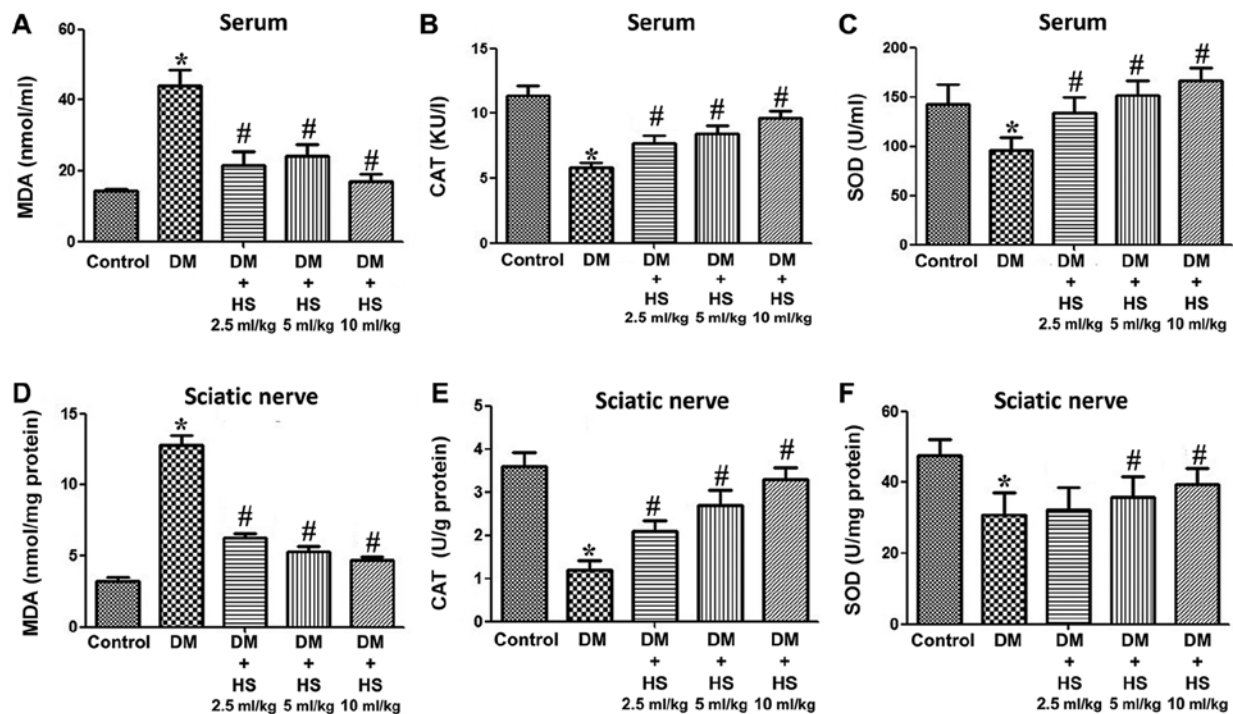 A
Serum
MDA (nmol/ml)
60
40
20
0
*
#
#
#
Control
DM
DM
+
HS
2.5 ml/kg
DM
+
HS
5 ml/kg
DM
+
HS
10 ml/kg
B
Serum
CAT (KU/l)
15
10
5
0
*
#
#
#
Control
DM
DM
+
HS
2.5 ml/kg
DM
+
HS
5 ml/kg
DM
+
HS
10 ml/kg
C
Serum
SOD (U/ml)
200
150
100
50
0
*
#
#
#
Control
DM
DM
+
HS
2.5 ml/kg
DM
+
HS
5 ml/kg
DM
+
HS
10 ml/kg
D
Sciatic nerve
MDA (nmol/mg protein)
15
10
5
0
*
#
#
#
Control
DM
DM
+
HS
2.5 ml/kg
DM
+
HS
5 ml/kg
DM
+
HS
10 ml/kg
E
Sciatic nerve
CAT (U/g protein)
5
4
3
2
1
0
*
#
#
#
Control
DM
DM
+
HS
2.5 ml/kg
DM
+
HS
5 ml/kg
DM
+
HS
10 ml/kg
F
Sciatic nerve
SOD (U/mg protein)
60
40
20
0
*
#
#
Control
DM
DM
+
HS
2.5 ml/kg
DM
+
HS
5 ml/kg
DM
+
HS
10 ml/kg